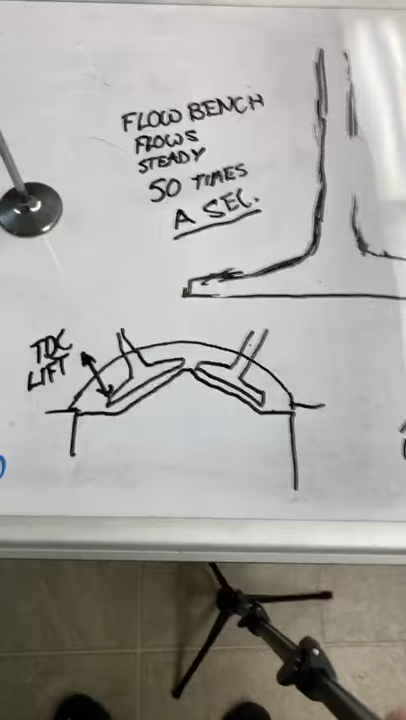 FLOW BENCH
FLOWS
STEADY
50 TIMES
A SEC.
TDC
LIFT